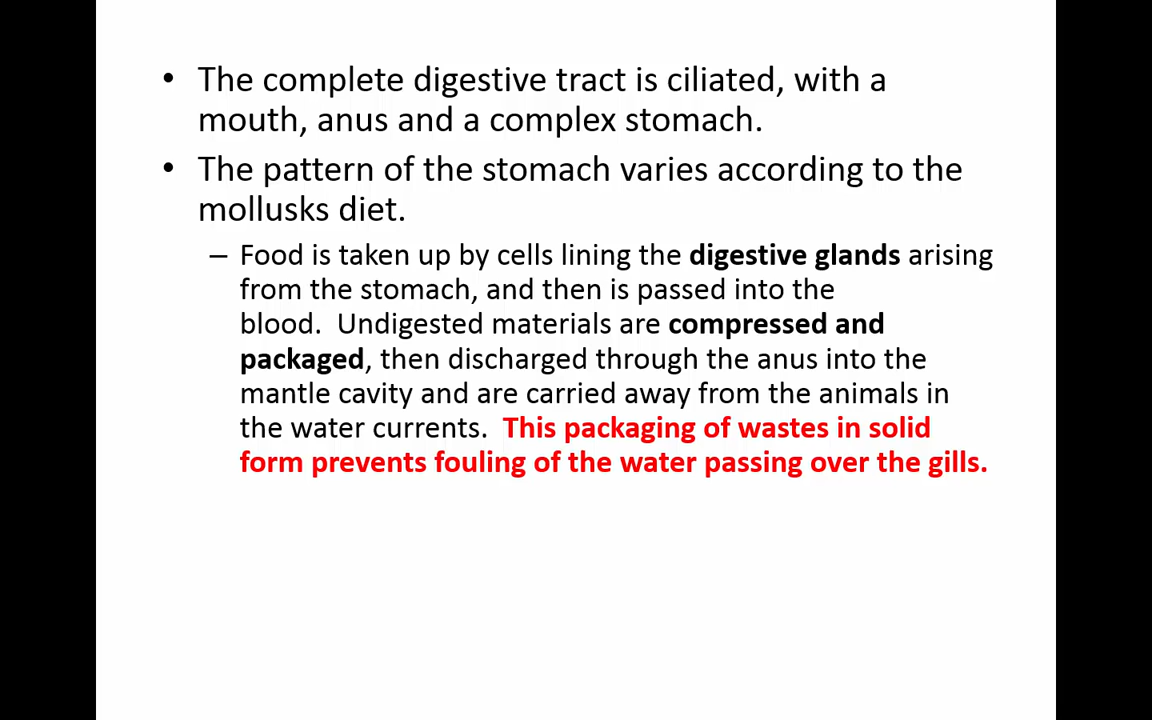 • The complete digestive tract is ciliated, with a
mouth, anus and a complex stomach.
• The pattern of the stomach varies according to the
mollusks diet.
– Food is taken up by cells lining the digestive glands arising
from the stomach, and then is passed into the
blood.  Undigested materials are compressed and
packaged, then discharged through the anus into the
mantle cavity and are carried away from the animals in
the water currents.  This packaging of wastes in solid
form prevents fouling of the water passing over the gills.